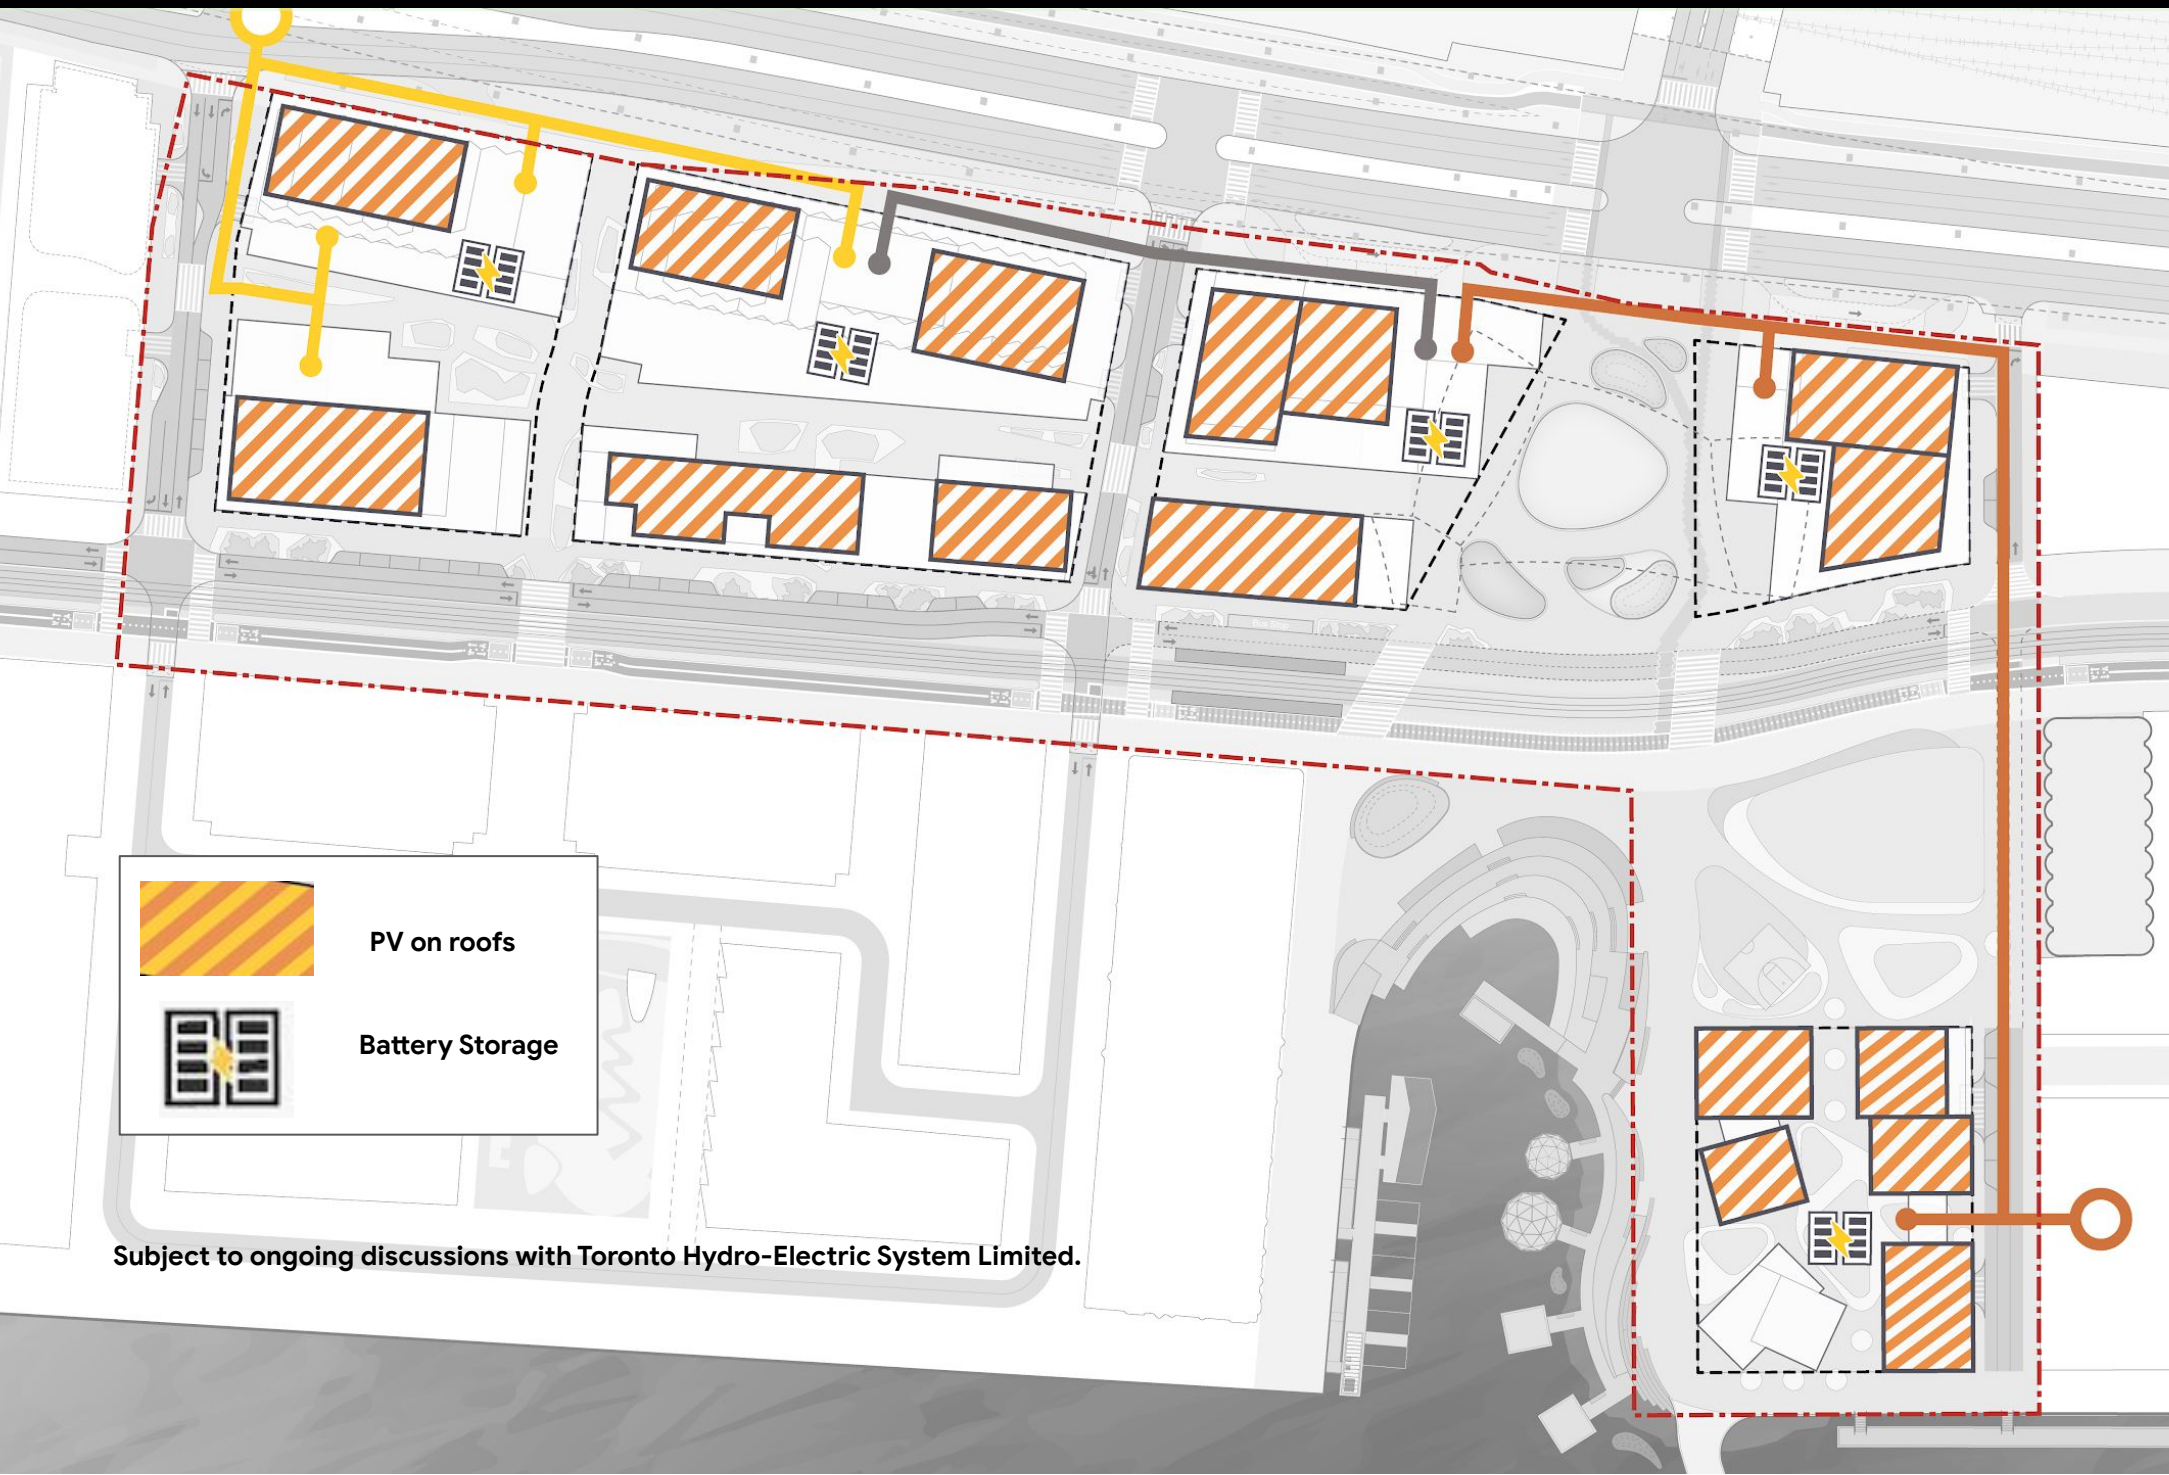 PV on roofs
Battery Storage
Subject to ongoing discussions with Toronto Hydro-Electric System Limited.